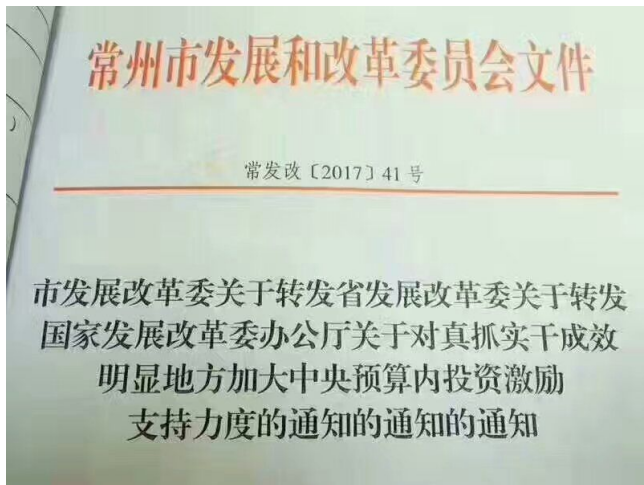 常州市发展和改革委员会文件
常发改〔2017〕41号
市发展改革委关于转发省发展改革委关于转发
国家发展改革委办公厅关于对真抓实干成效
明显地方加大中央预算内投资激励
支持力度的通知的通知的通知